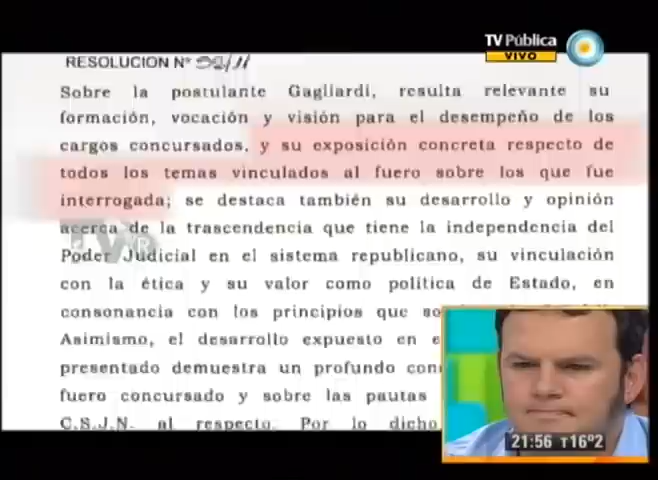 TV Pública
VIVO
RESOLUCION Nº
Sobre la postulante Gagliardi, resulta relevante su
formación, vocación y visión para el desempeño de los
cargos concursados, y su exposición concreta respecto de
todos los temas vinculados al fuero sobre los que fue
interrogada; se destaca también su desarrollo y opinión
acerca de la trascendencia que tiene la independencia del
Poder Judicial en el sistema republicano, su vinculación
con la ética y su valor como política de Estado, en
consonancia con los principios que
Asimismo, el desarrollo expuesto en
presentado demuestra un profundo
fuero concursado y sobre las pautas
C.S.J.N. al respecto. Por lo dicho,
21:56 T16º2